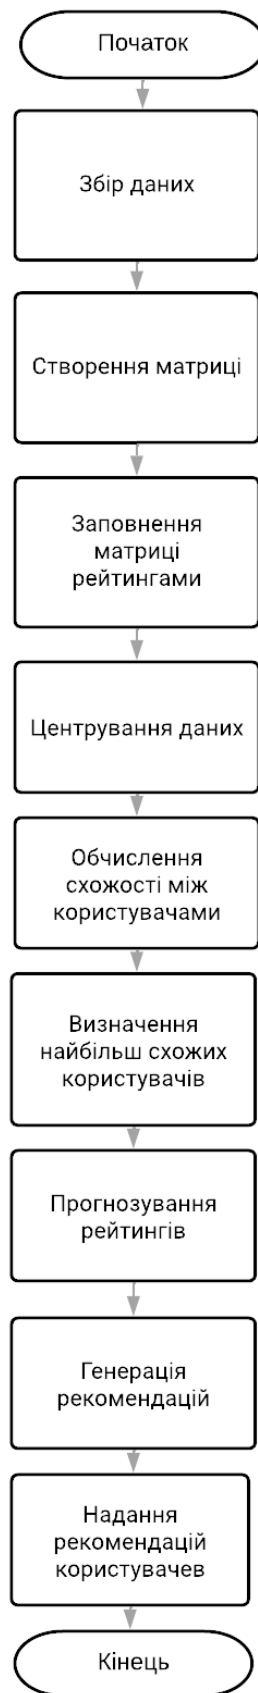 Початок
Збір даних
Створення матриці
Заповнення
матриці
рейтингами
Центрування даних
Обчислення
схожості між
користувачами
Визначення
найбільш схожих
користувачів
Прогнозування
рейтингів
Генерація
рекомендацій
Надання
рекомендацій
користувачев
Кінець